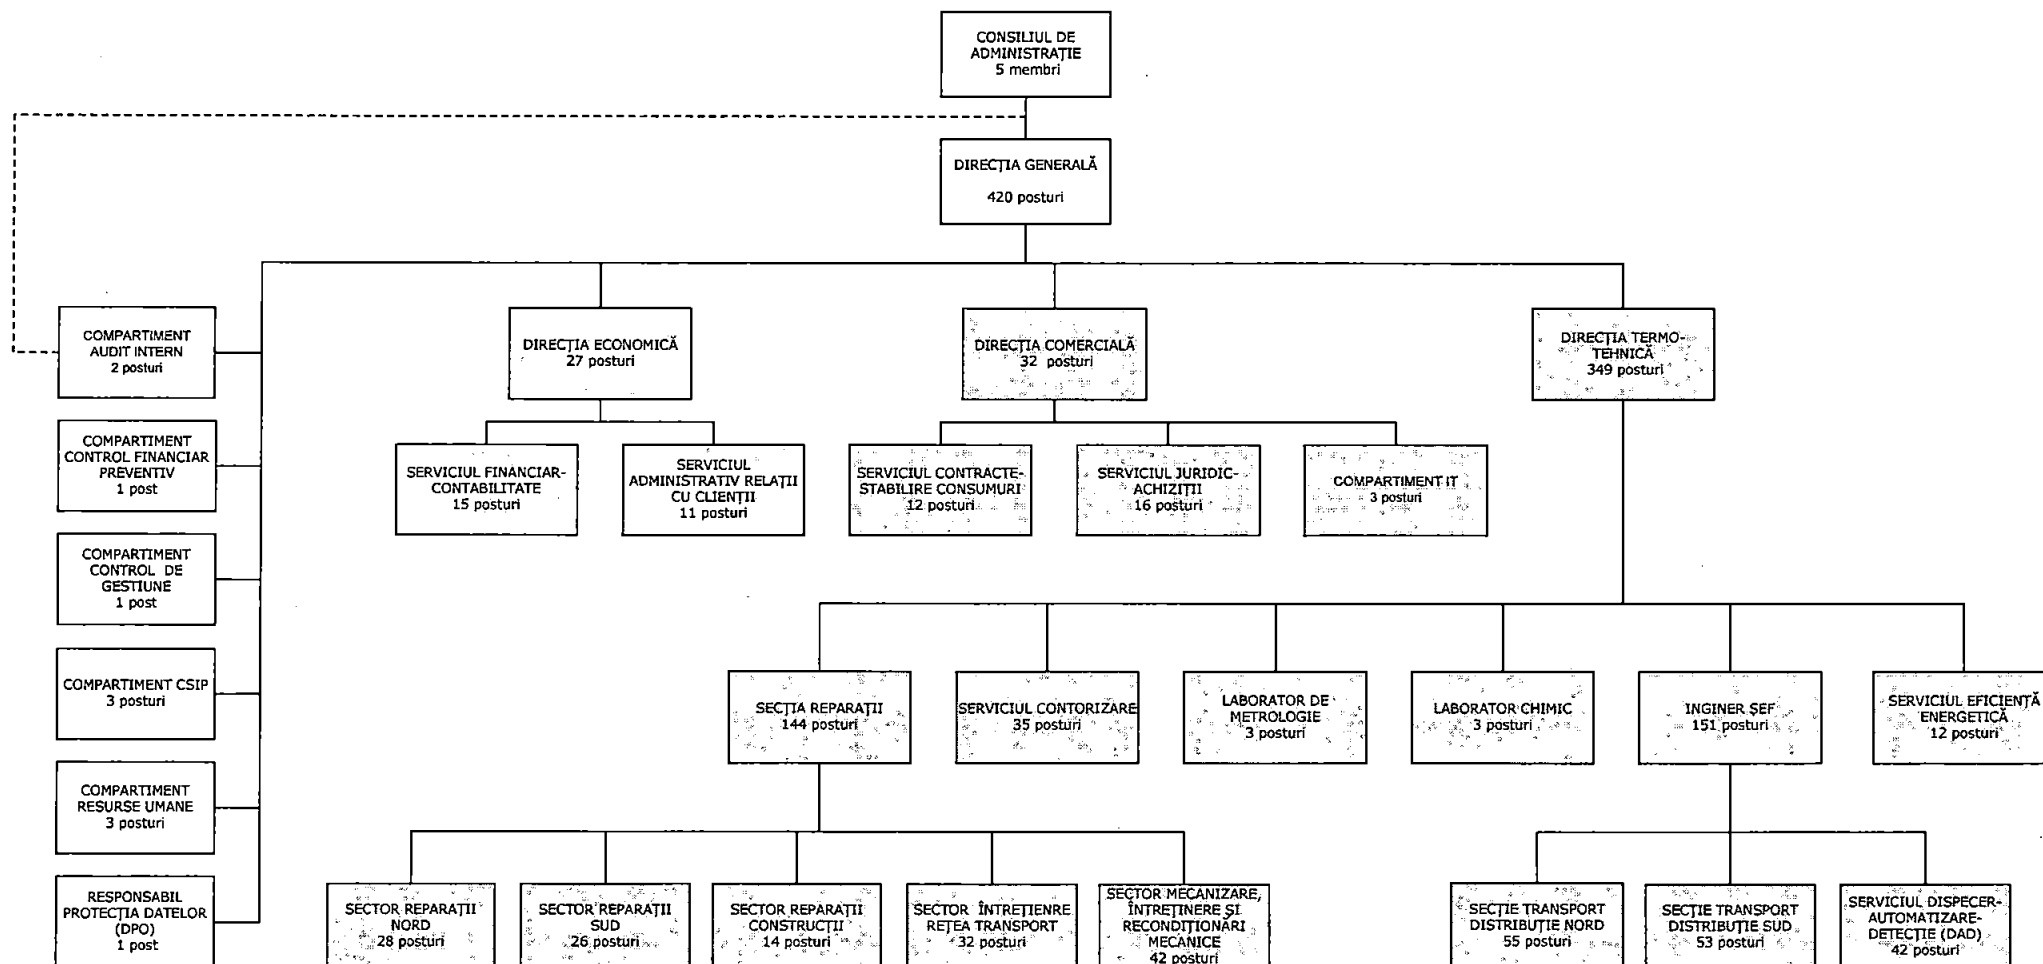 CONSILIUL DE
ADMINISTRAȚIE
5 membri
DIRECȚIA GENERALĂ
420 posturi
COMPARTIMENT
AUDIT INTERN
2 posturi
DIRECȚIA ECONOMICĂ
27 posturi
DIRECȚIA COMERCIALĂ
32 posturi
DIRECȚIA TERMO-
TEHNICĂ
349 posturi
COMPARTIMENT
CONTROL FINANCIAR
PREVENTIV
1 post
SERVICIUL FINANCIAR-
CONTABILITATE
15 posturi
SERVICIUL
ADMINISTRATIV RELAȚII
CU CLIENȚII
11 posturi
SERVICIUL CONTRACTE-
STABILIRE CONSUMURI
12 posturi
SERVICIUL JURIDIC-
ACHIZIȚII
16 posturi
COMPARTIMENT IT
3 posturi
COMPARTIMENT
CONTROL DE
GESTIUNE
1 post
COMPARTIMENT CSIP
3 posturi
SECȚIA REPARAȚII
144 posturi
SERVICIUL CONTORIZARE
35 posturi
LABORATOR DE
METROLOGIE
3 posturi
LABORATOR CHIMIC
3 posturi
INGINER ȘEF
151 posturi
SERVICIUL EFICIENȚĂ
ENERGETICĂ
12 posturi
COMPARTIMENT
RESURSE UMANE
3 posturi
RESPONSABIL
PROTECȚIA DATELOR
(DPO)
1 post
SECTOR REPARAȚII
NORD
28 posturi
SECTOR REPARAȚII
SUD
26 posturi
SECTOR REPARAȚII
CONSTRUCȚII
14 posturi
SECTOR ÎNTREȚIENRE
REȚEA TRANSPORT
32 posturi
SECTOR MECANIZARE,
ÎNTREȚINERE ȘI
RECONDIȚIONĂRI
MECANICE
42 posturi
SECȚIE TRANSPORT
DISTRIBUȚIE NORD
55 posturi
SECȚIE TRANSPORT
DISTRIBUȚIE SUD
53 posturi
SERVICIUL DISPECER-
AUTOMATIZARE-
DETECȚIE (DAD)
42 posturi